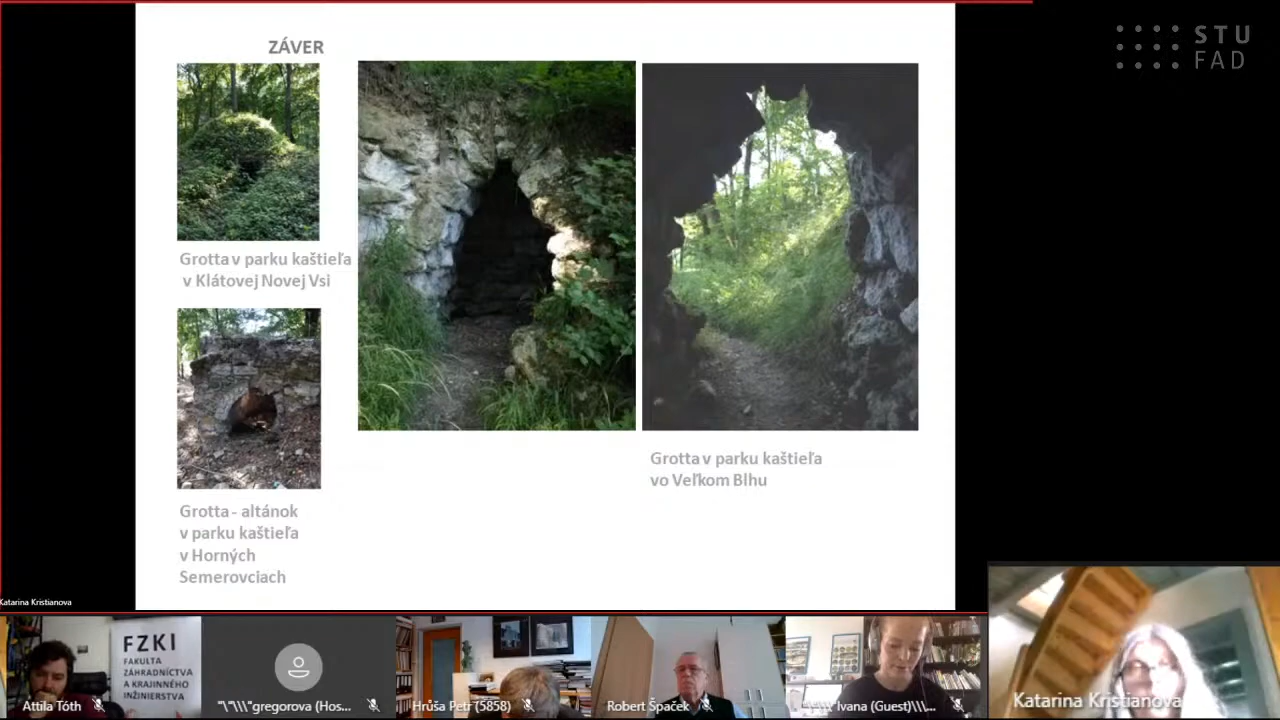 ZÁVER
STU
FAD
Grotta v parku kaštieľa
v Klátovej Novej Vsi
Grotta - altánok
v parku kaštieľa
v Horných
Semerovciach
Grotta v parku kaštieľa
vo Veľkom Blhu
Katarina Kristianova
FZKI
FAKULTA
ZÁHRADNÍCTVA
A KRAJINNÉHO
INŽINIERSTVA
Attila Tóth
"\"\\\"gregorova (Hos...
Hrůša Petr (5858)
Robert Špaček
Ivana (Guest)\\\...
Katarina Kristianova